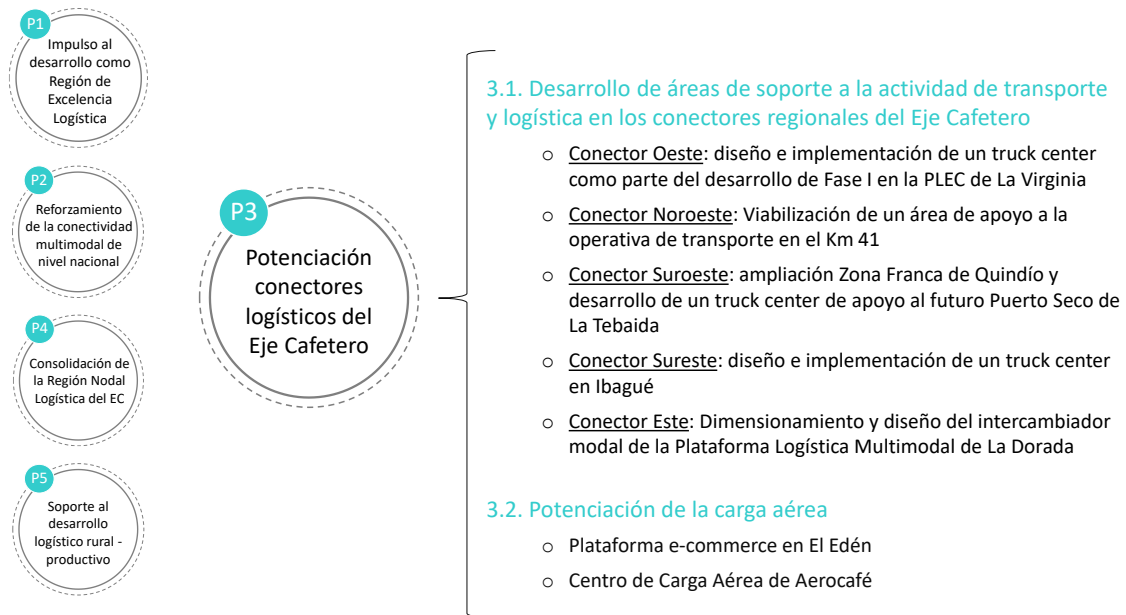 P1
Impulso al
desarrollo como
Región de
Excelencia
Logística
P2
Reforzamiento
de la conectividad
multimodal de
nivel nacional
P4
Consolidación de
la Región Nodal
Logística del EC
P5
Soporte al
desarrollo
logístico rural -
productivo
P3
Potenciación
conectores
logísticos del
Eje Cafetero
3.1. Desarrollo de áreas de soporte a la actividad de transporte
y logística en los conectores regionales del Eje Cafetero
o Conector Oeste: diseño e implementación de un truck center
como parte del desarrollo de Fase I en la PLEC de La Virginia
o Conector Noroeste: Viabilización de un área de apoyo a la
operativa de transporte en el Km 41
o Conector Suroeste: ampliación Zona Franca de Quindío y
desarrollo de un truck center de apoyo al futuro Puerto Seco de
La Tebaida
o Conector Sureste: diseño e implementación de un truck center
en Ibagué
o Conector Este: Dimensionamiento y diseño del intercambiador
modal de la Plataforma Logística Multimodal de La Dorada
3.2. Potenciación de la carga aérea
o Plataforma e-commerce en El Edén
o Centro de Carga Aérea de Aerocafé